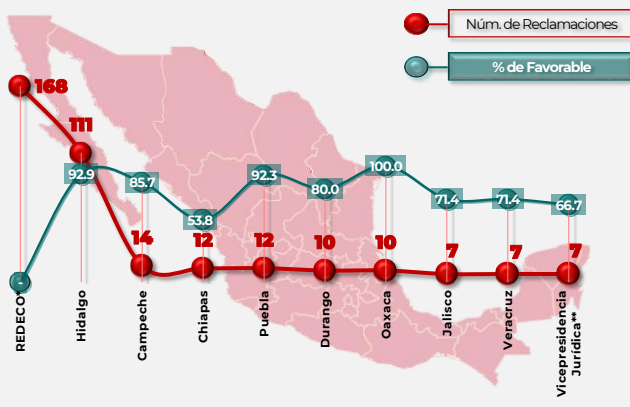 Núm. de Reclamaciones
% de Favorable
168
111
92.9
85.7
53.8
92.3
80.0
100.0
71.4
71.4
66.7
14
12
12
10
10
7
7
7
-
REDECO*
Hidalgo
Campeche
Chiapas
Puebla
Durango
Oaxaca
Jalisco
Veracruz
Vicepresidencia
Jurídica**